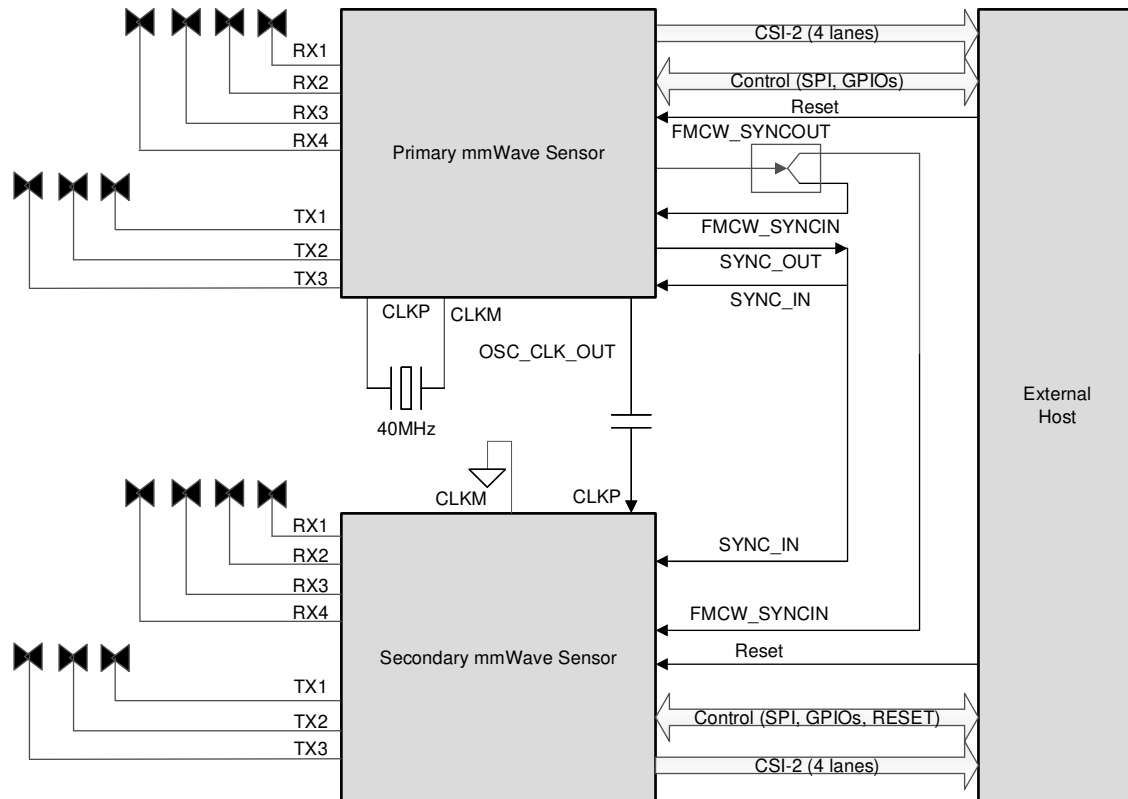 CSI-2 (4 lanes)
RX1
Control (SPI, GPIOs)
RX2
Reset
RX3
FMCW_SYNCOUT
RX4
Primary mmWave Sensor
TX1
FMCW_SYNCIN
TX2
SYNC_OUT
TX3
SYNC_IN
CLKP
CLKM
OSC_CLK_OUT
External
Host
40MHz
CLKM
CLKP
RX1
SYNC_IN
RX2
RX3
RX4
FMCW_SYNCIN
Secondary mmWave Sensor
Reset
TX1
TX2
Control (SPI, GPIOs, RESET)
TX3
CSI-2 (4 lanes)